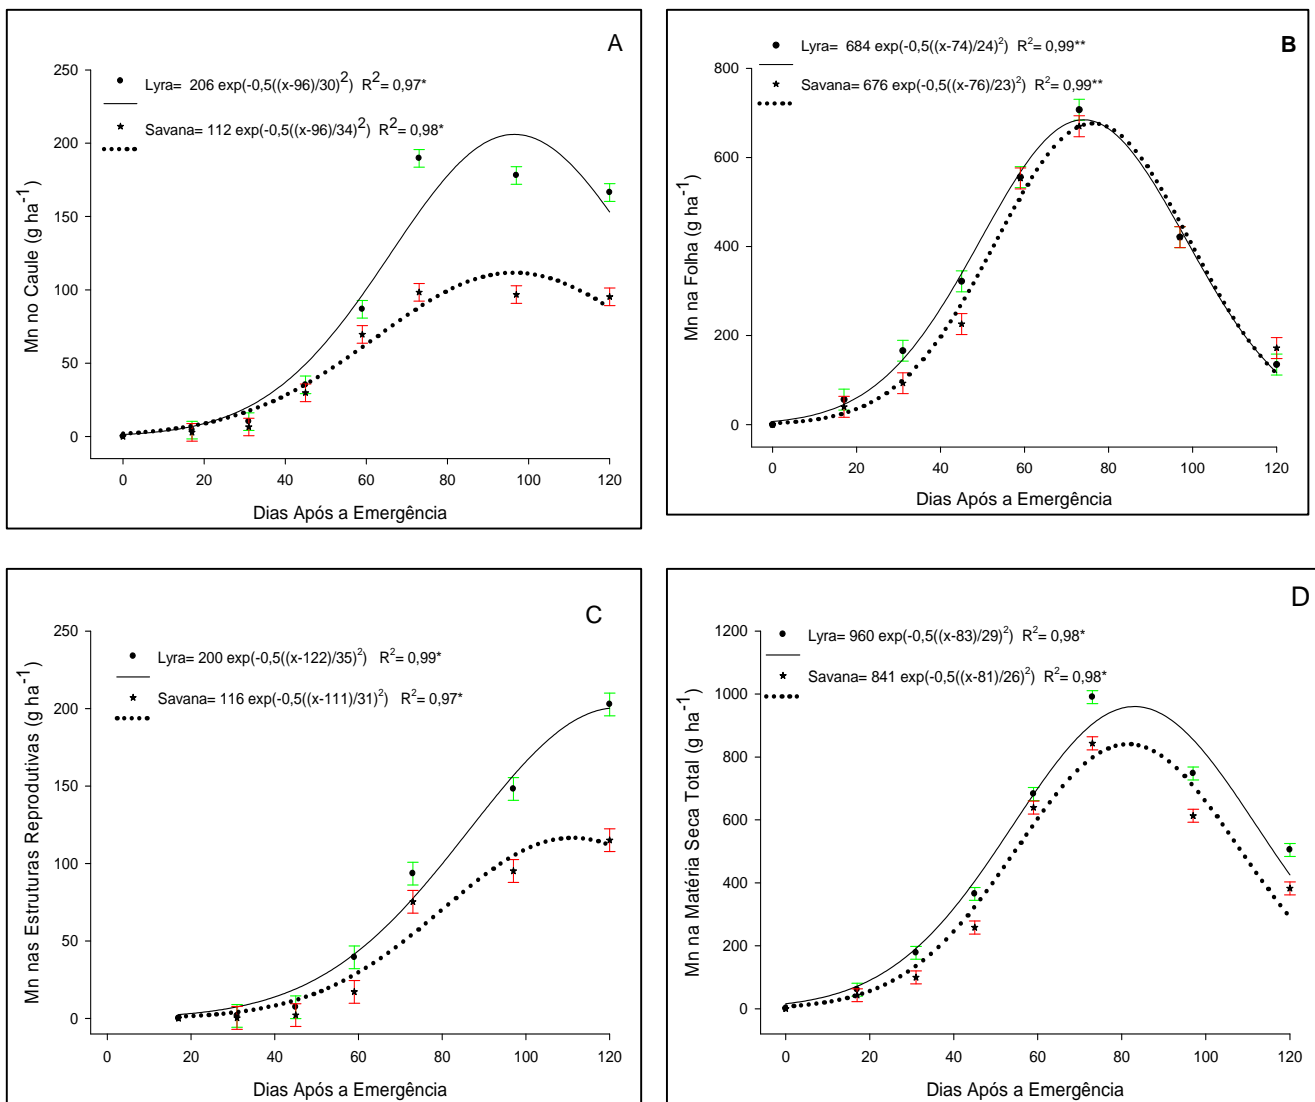 A
250
200
150
100
50
0
Mn no Caule (g ha⁻¹)
Lyra= 206 exp(-0,5((x-96)/30)²) R²= 0,97*
Savana= 112 exp(-0,5((x-96)/34)²) R²= 0,98*
0 20 40 60 80 100 120
Dias Após a Emergência
B
800
600
400
200
0
Mn na Folha (g ha⁻¹)
Lyra= 684 exp(-0,5((x-74)/24)²) R²= 0,99**
Savana= 676 exp(-0,5((x-76)/23)²) R²= 0,99**
0 20 40 60 80 100 120
Dias Após a Emergência
C
250
200
150
100
50
0
Mn nas Estruturas Reprodutivas (g ha⁻¹)
Lyra= 200 exp(-0,5((x-122)/35)²) R²= 0,99*
Savana= 116 exp(-0,5((x-111)/31)²) R²= 0,97*
0 20 40 60 80 100 120
Dias Após a Emergência
D
1200
1000
800
600
400
200
0
Mn na Matéria Seca Total (g ha⁻¹)
Lyra= 960 exp(-0,5((x-83)/29)²) R²= 0,98*
Savana= 841 exp(-0,5((x-81)/26)²) R²= 0,98*
0 20 40 60 80 100 120
Dias Após a Emergência